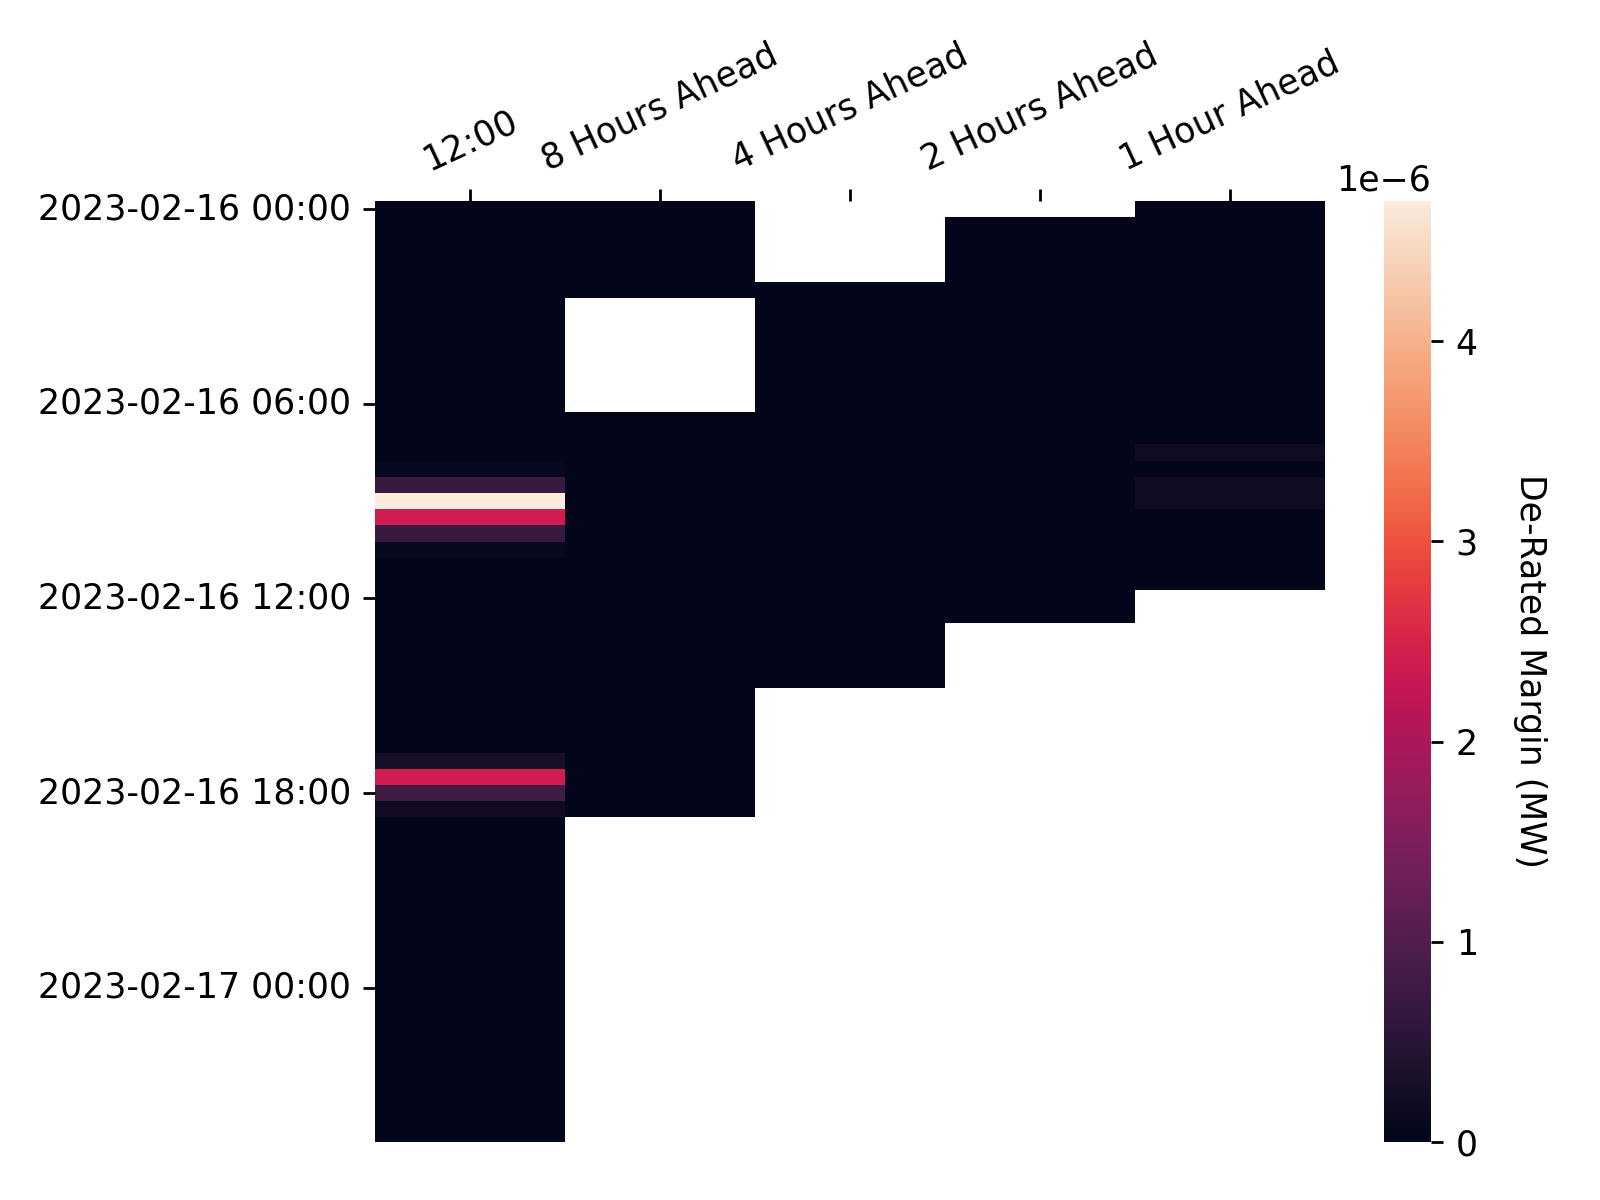 12:00
8 Hours Ahead
4 Hours Ahead
2 Hours Ahead
1 Hour Ahead
1e−6
2023-02-16 00:00
2023-02-16 06:00
2023-02-16 12:00
2023-02-16 18:00
2023-02-17 00:00
4
3
2
1
0
De-Rated Margin (MW)